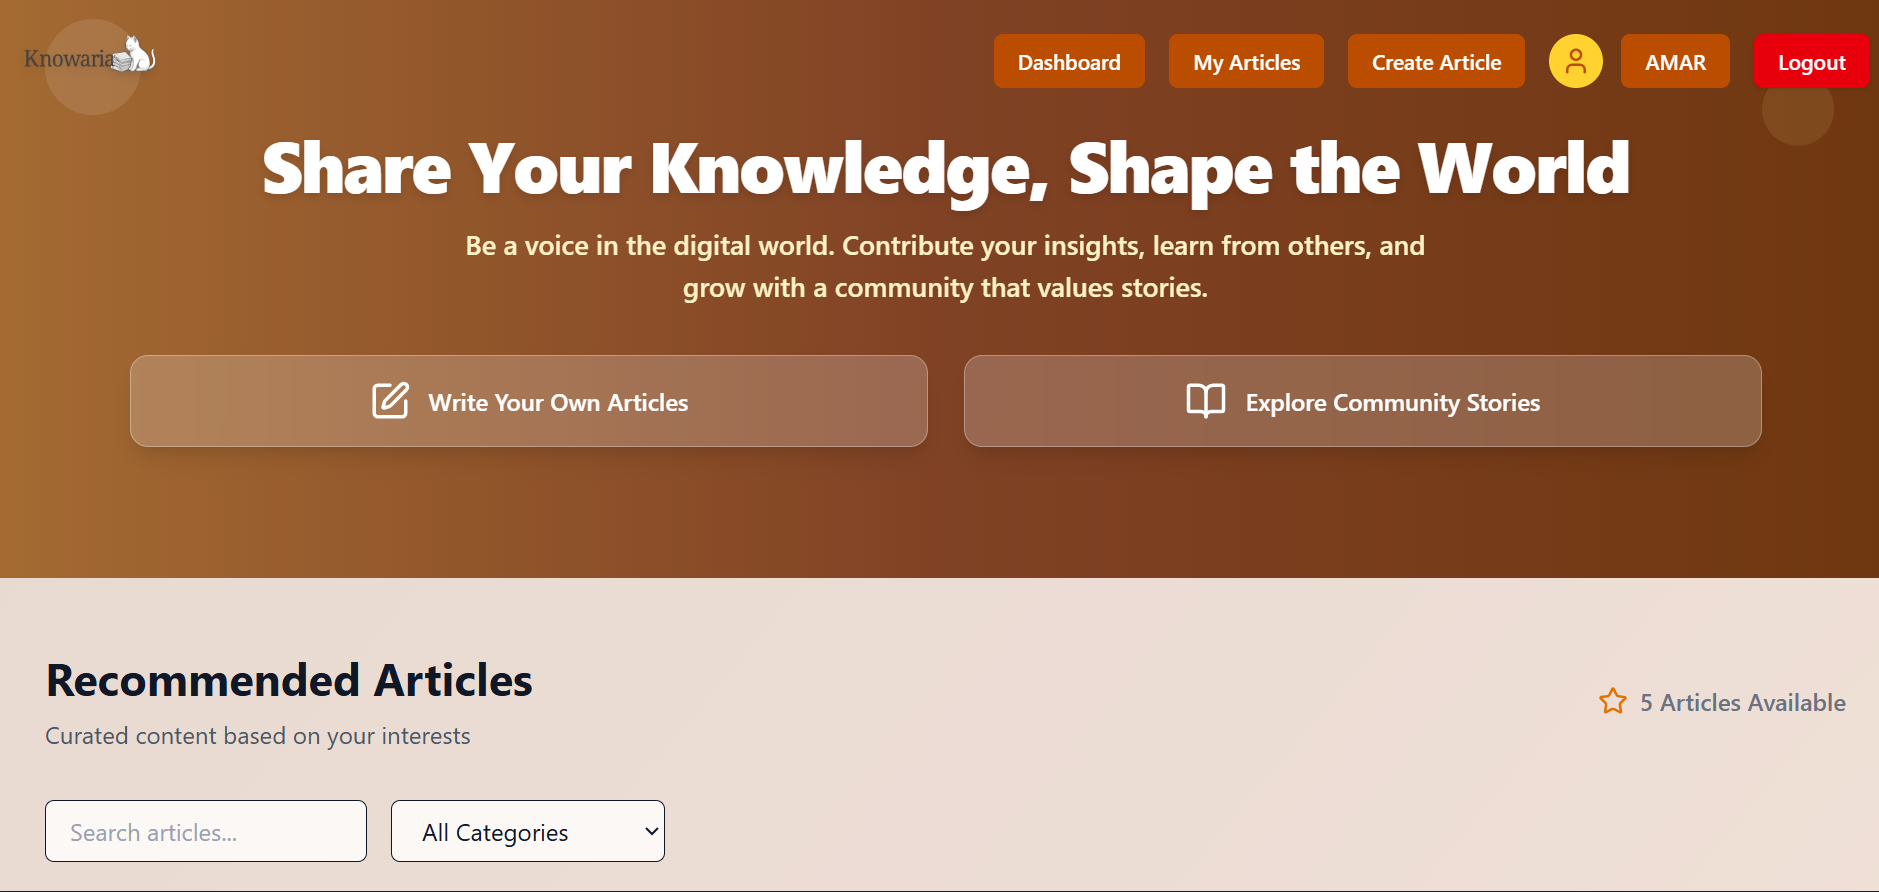 Knowaria
Dashboard
My Articles
Create Article
AMAR
Logout
Share Your Knowledge, Shape the World
Be a voice in the digital world. Contribute your insights, learn from others, and
grow with a community that values stories.
Write Your Own Articles
Explore Community Stories
Recommended Articles
5 Articles Available
Curated content based on your interests
Search articles...
All Categories